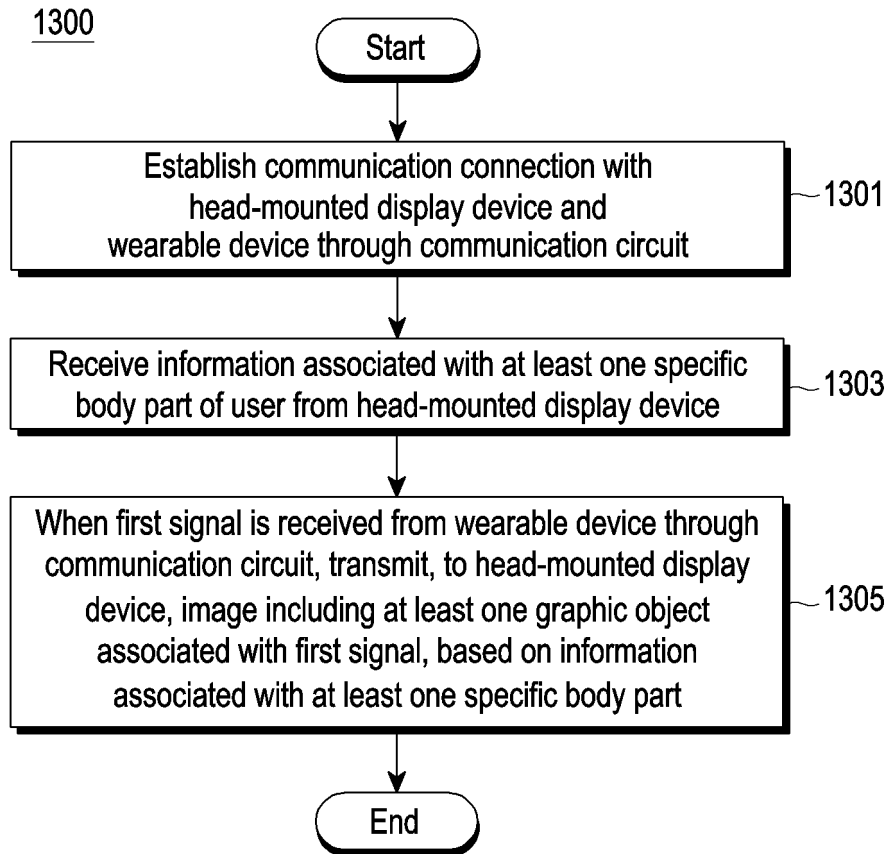 1300
Start
Establish communication connection with
head-mounted display device and
wearable device through communication circuit
1301
Receive information associated with at least one specific
body part of user from head-mounted display device
1303
When first signal is received from wearable device through
communication circuit, transmit, to head-mounted display
device, image including at least one graphic object
associated with first signal, based on information
associated with at least one specific body part
1305
End